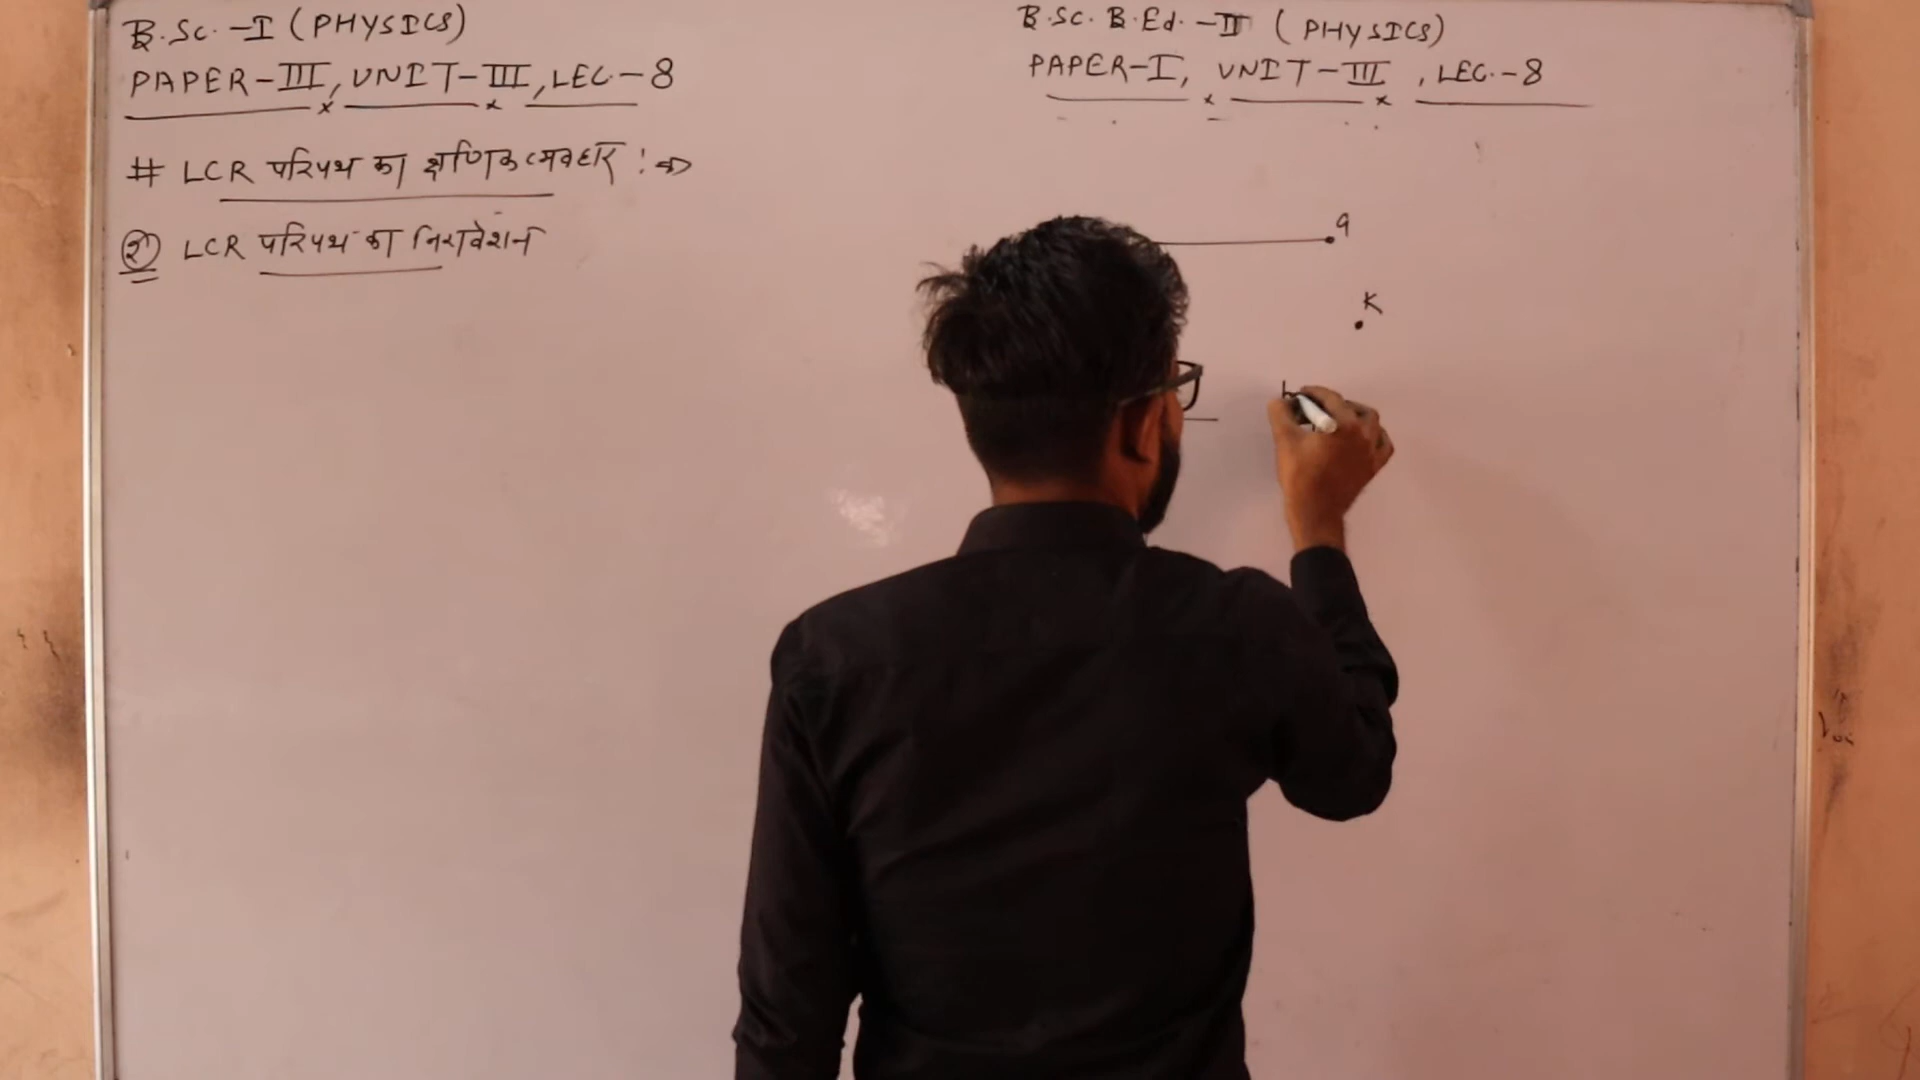 B.Sc.-I (PHYSICS)
PAPER-III, UNIT-III, LEC.-8
# LCR परिपथ का क्षणिक व्यवहार :⇒
(२) LCR परिपथ का निरावेशन
B.Sc. B.Ed.-II (PHYSICS)
PAPER-I, UNIT-III, LEC.-8
a
K
b